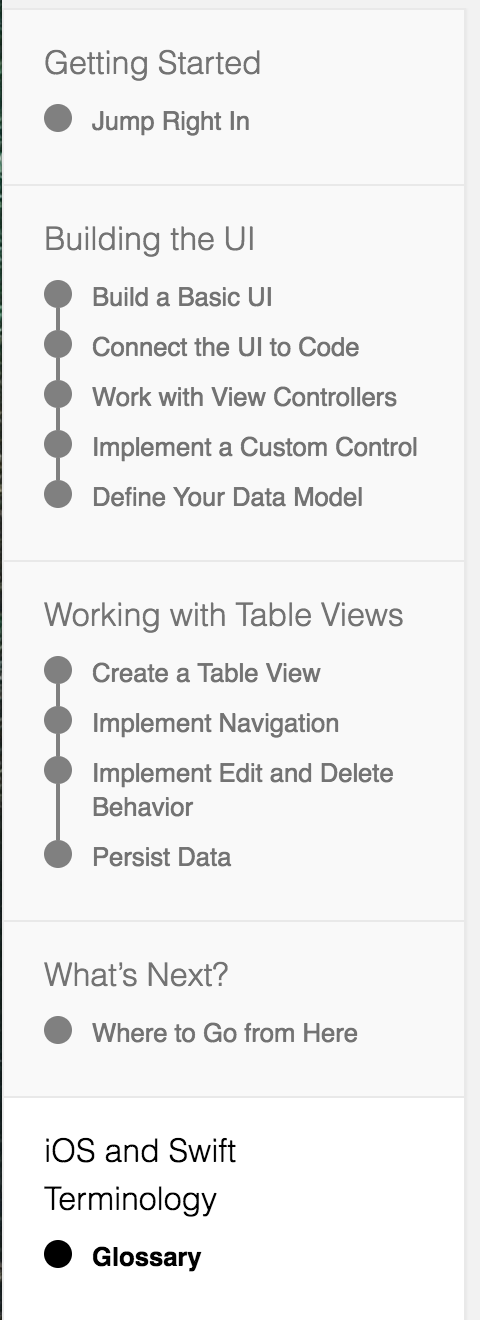 Getting Started
Jump Right In
Building the UI
Build a Basic UI
Connect the UI to Code
Work with View Controllers
Implement a Custom Control
Define Your Data Model
Working with Table Views
Create a Table View
Implement Navigation
Implement Edit and Delete
Behavior
Persist Data
What’s Next?
Where to Go from Here
iOS and Swift
Terminology
Glossary